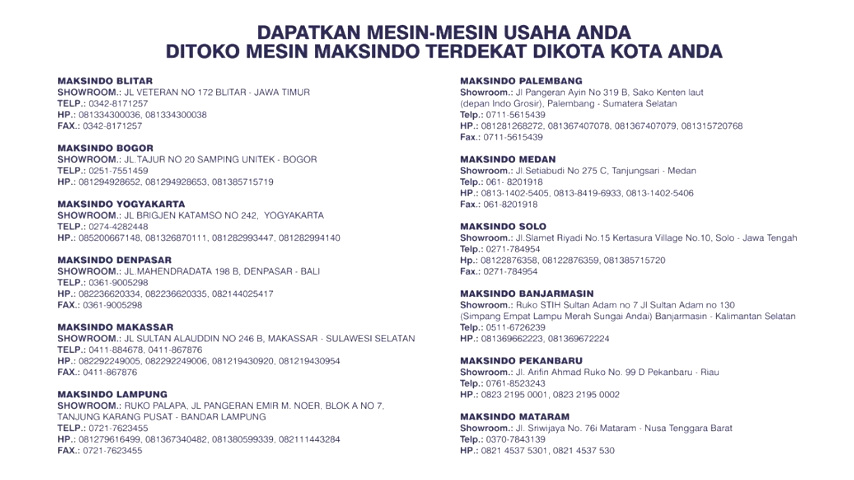 DAPATKAN MESIN-MESIN USAHA ANDA
DITOKO MESIN MAKSINDO TERDEKAT DIKOTA KOTA ANDA
MAKSINDO BLITAR
SHOWROOM.: JL VETERAN NO 172 BLITAR - JAWA TIMUR
TELP.: 0342-8171257
HP.: 081334300036, 081334300038
FAX.: 0342-8171257
MAKSINDO BOGOR
SHOWROOM.: JL.TAJUR NO 20 SAMPING UNITEK - BOGOR
TELP.: 0251-7551459
HP.: 081294928652, 081294928653, 081385715719
MAKSINDO YOGYAKARTA
SHOWROOM.: JL BRIGJEN KATAMSO NO 242, YOGYAKARTA
TELP.: 0274-4282448
HP.: 085200667148, 081326870111, 081282993447, 081282994140
MAKSINDO DENPASAR
SHOWROOM.: JL.MAHENDRADATA 198 B, DENPASAR - BALI
TELP.: 0361-9005298
HP.: 082236620334, 082236620335, 082144025417
FAX.: 0361-9005298
MAKSINDO MAKASSAR
SHOWROOM.: JL SULTAN ALAUDDIN NO 246 B, MAKASSAR - SULAWESI SELATAN
TELP.: 0411-884678. 0411-867876
HP.: 082292249005, 082292249006, 081219430920, 081219430954
FAX.: 0411-867876
MAKSINDO LAMPUNG
SHOWROOM.: RUKO PALAPA, JL PANGERAN EMIR M. NOER, BLOK A NO 7,
TANJUNG KARANG PUSAT - BANDAR LAMPUNG
TELP.: 0721-7623455
HP.: 081279616499, 081367340482, 081380599339, 082111443284
FAX.: 0721-7623455
MAKSINDO PALEMBANG
Showroom.: Jl Pangeran Ayin No 319 B, Sako Kenten laut
(depan Indo Grosir), Palembang - Sumatera Selatan
Telp.: 0711-5615439
HP.: 081281268272, 081367407078, 081367407079, 081315720768
Fax.: 0711-5615439
MAKSINDO MEDAN
Showroom.: Jl.Setiabudi No 275 C, Tanjungsari - Medan
Telp.: 061- 8201918
HP.: 0813-1402-5405, 0813-8419-6933, 0813-1402-5406
Fax.: 061-8201918
MAKSINDO SOLO
Showroom.: Jl.Slamet Riyadi No.15 Kertasura Village No.10, Solo - Jawa Tengah
Telp.: 0271-784954
Hp.: 08122876358, 08122876359, 081385715720
Fax.: 0271-784954
MAKSINDO BANJARMASIN
Showroom.: Ruko STIH Sultan Adam no 7 Jl Sultan Adam no 130
(Simpang Empat Lampu Merah Sungai Andai) Banjarmasin - Kalimantan Selatan
Telp.: 0511-6726239
HP.: 081369662223, 081369672224
MAKSINDO PEKANBARU
Showroom.: Jl. Arifin Ahmad Ruko No. 99 D Pekanbaru - Riau
Telp.: 0761-8523243
HP.: 0823 2195 0001, 0823 2195 0002
MAKSINDO MATARAM
Showroom.: Jl. Sriwijaya No. 76i Mataram - Nusa Tenggara Barat
Telp.: 0370-7843139
HP.: 0821 4537 5301, 0821 4537 530